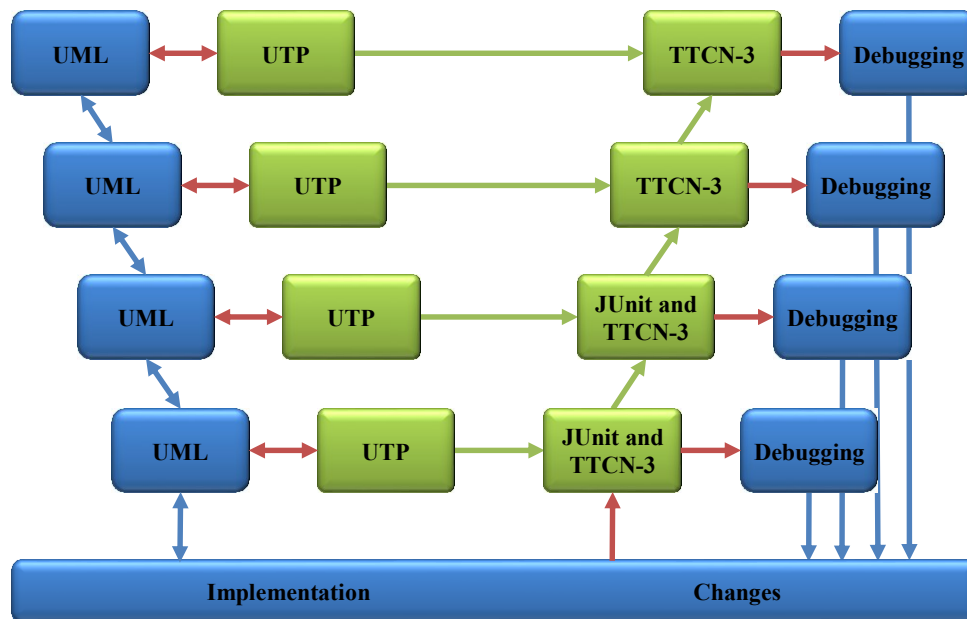 UML
UTP
TTCN-3
Debugging
UML
UTP
TTCN-3
Debugging
UML
UTP
JUnit and
TTCN-3
Debugging
UML
UTP
JUnit and
TTCN-3
Debugging
Implementation
Changes